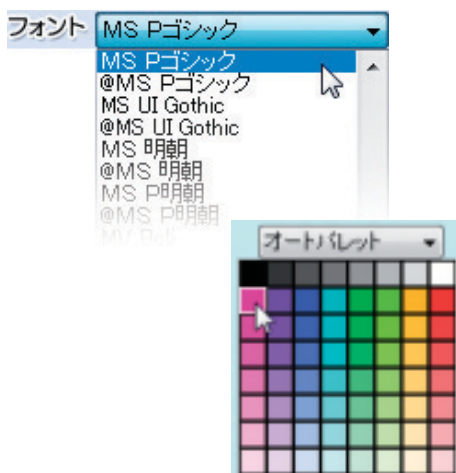 フォント MS Pゴシック
MS Pゴシック
@MS Pゴシック
MS UI Gothic
@MS UI Gothic
MS 明朝
@MS 明朝
MS P明朝
@MS P明朝
MV Boli
オートパレット